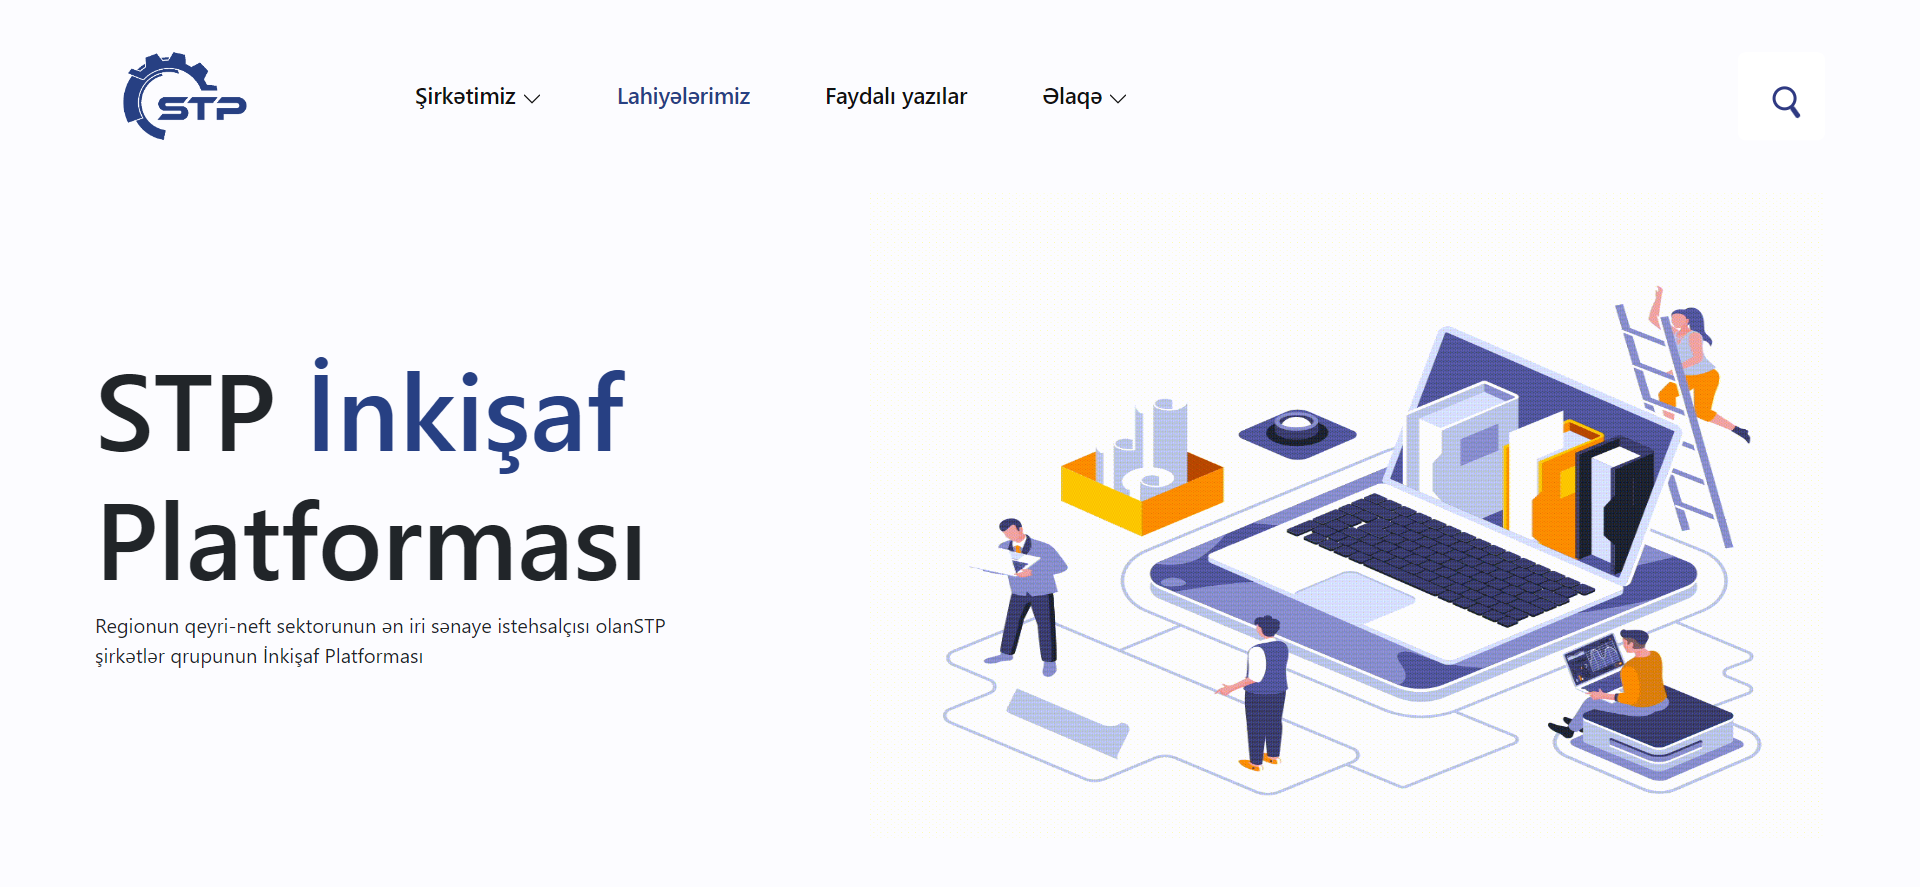 STP
Şirkətimiz
Lahiyələrimiz
Faydalı yazılar
Əlaqə
STP İnkişaf
Platforması
Regionun qeyri-neft sektorunun ən iri sənaye istehsalçısı olanSTP
şirkətlər qrupunun İnkişaf Platforması